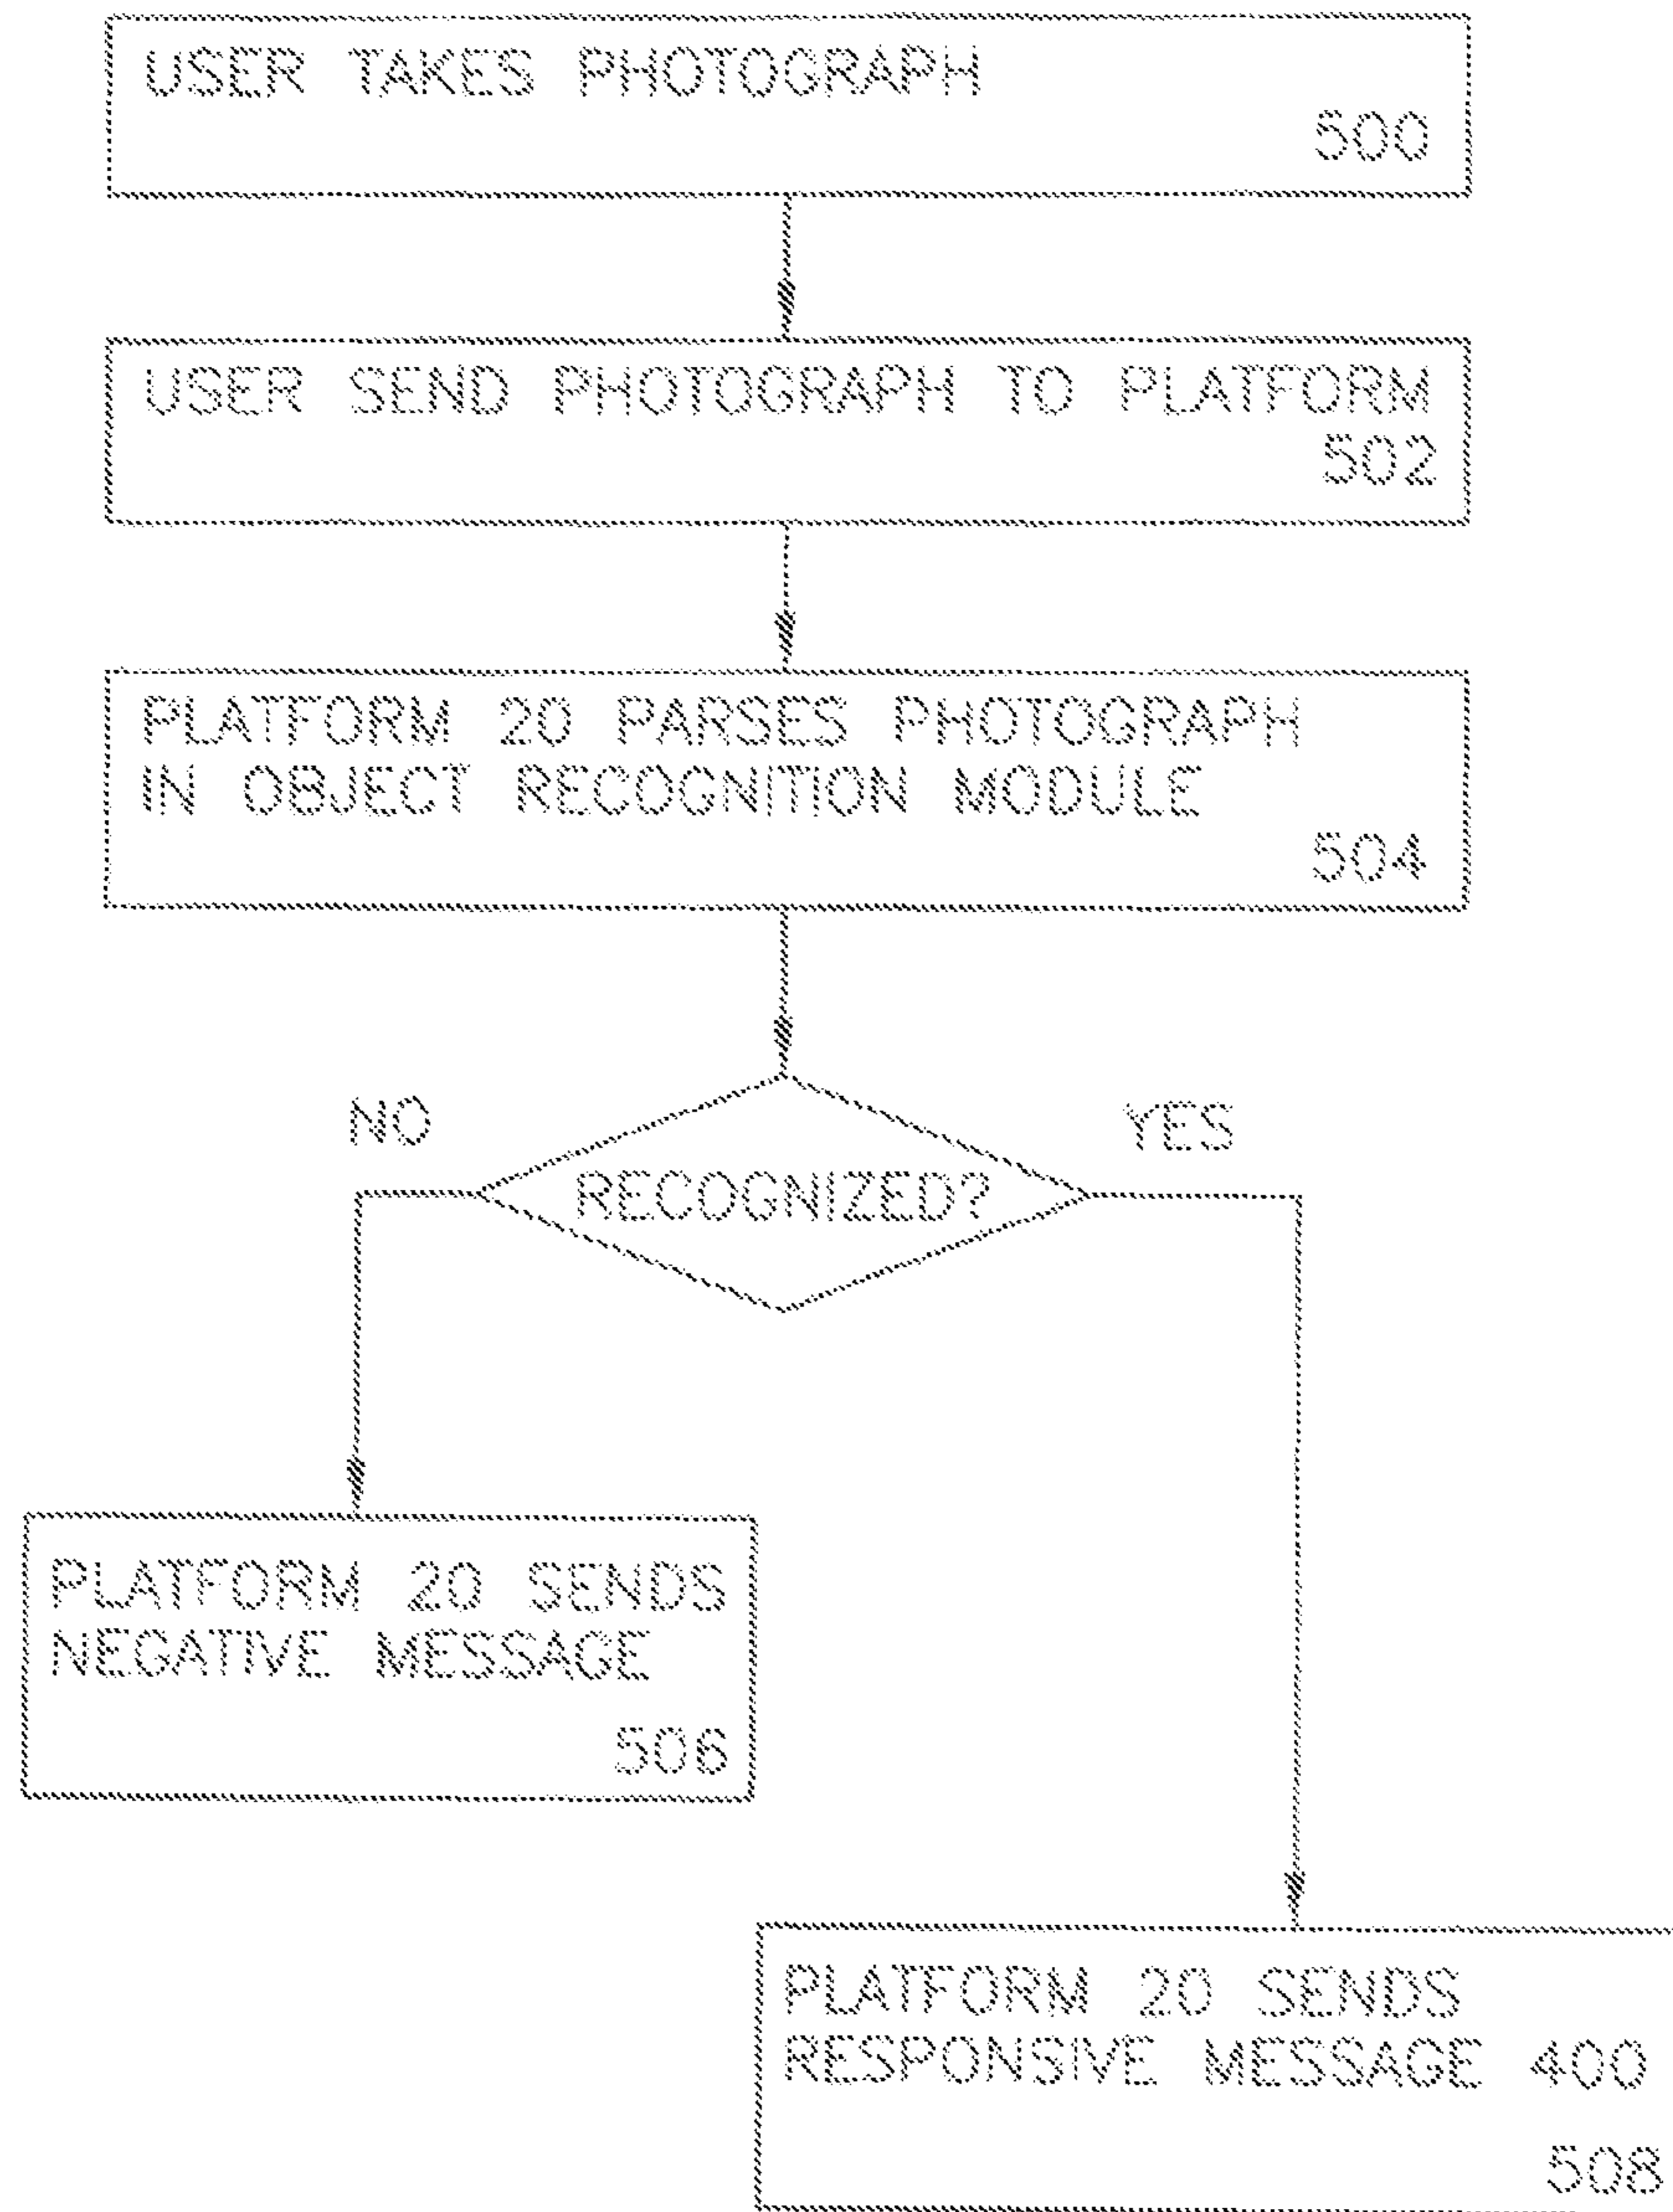 USER TAKES PHOTOGRAPH
500
USER SEND PHOTOGRAPH TO PLATFORM
502
PLATFORM 20 PARSES PHOTOGRAPH
IN OBJECT RECOGNITION MODULE
504
NO
YES
RECOGNIZED?
PLATFORM 20 SENDS
NEGATIVE MESSAGE
506
PLATFORM 20 SENDS
RESPONSIVE MESSAGE 400
508